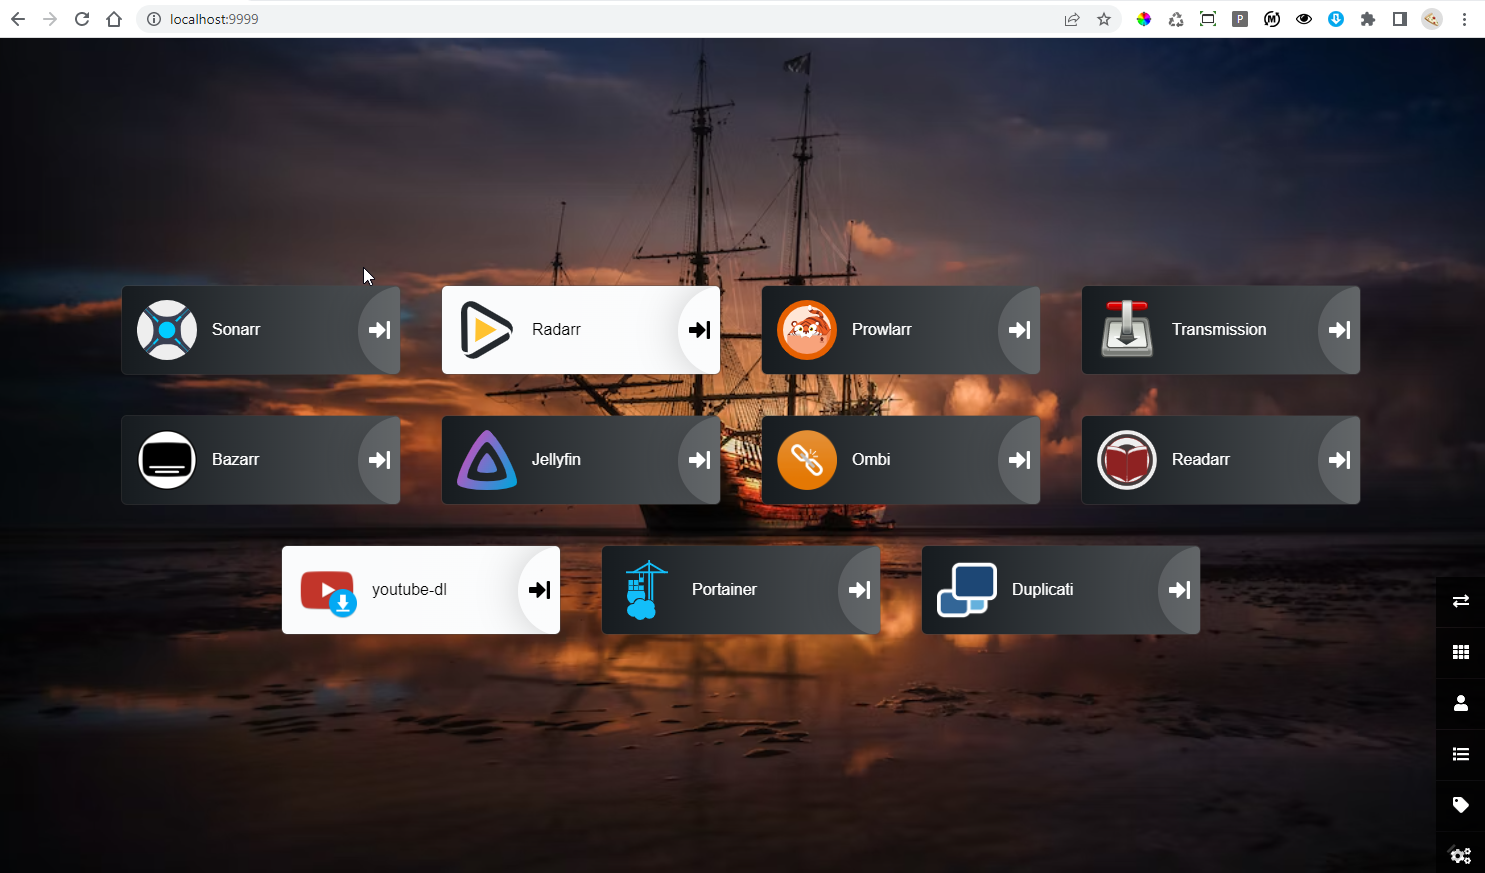 localhost:9999
P
M
Sonarr
Radarr
Prowlarr
Transmission
Bazarr
Jellyfin
Ombi
Readarr
youtube-dl
Portainer
Duplicati